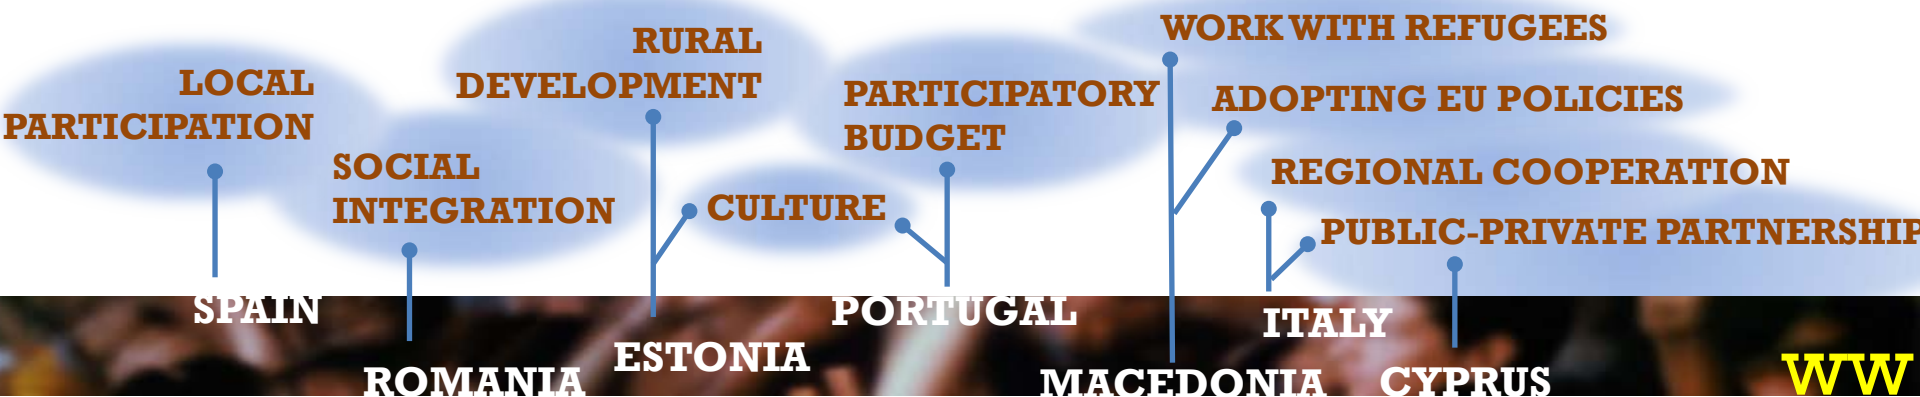 LOCAL
PARTICIPATION
SOCIAL
INTEGRATION
RURAL
DEVELOPMENT
CULTURE
PARTICIPATORY
BUDGET
WORK WITH REFUGEES
ADOPTING EU POLICIES
REGIONAL COOPERATION
PUBLIC-PRIVATE PARTNERSHIP
SPAIN
ROMANIA
ESTONIA
PORTUGAL
MACEDONIA
ITALY
CYPRUS
WW